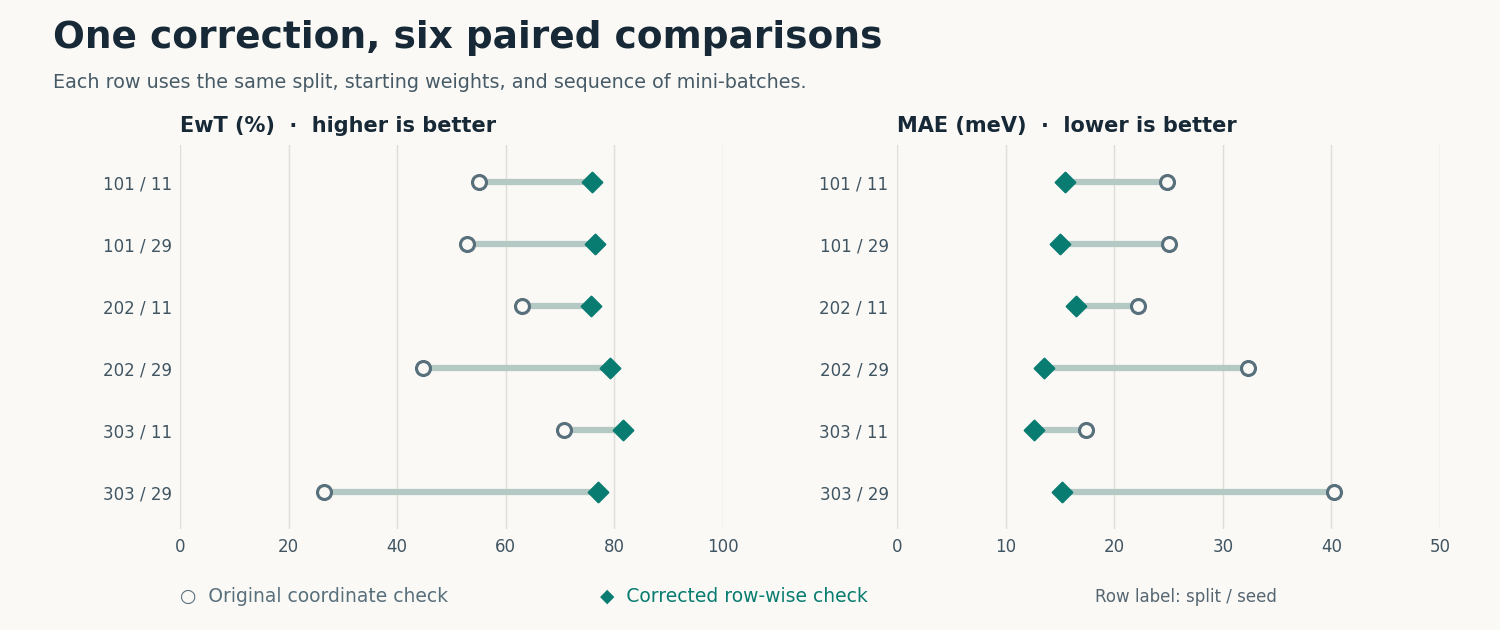 One correction, six paired comparisons
Each row uses the same split, starting weights, and sequence of mini-batches.
EwT (%) · higher is better
101 / 11
101 / 29
202 / 11
202 / 29
303 / 11
303 / 29
0 20 40 60 80 100
MAE (meV) · lower is better
101 / 11
101 / 29
202 / 11
202 / 29
303 / 11
303 / 29
0 10 20 30 40 50
○ Original coordinate check
◆ Corrected row-wise check
Row label: split / seed